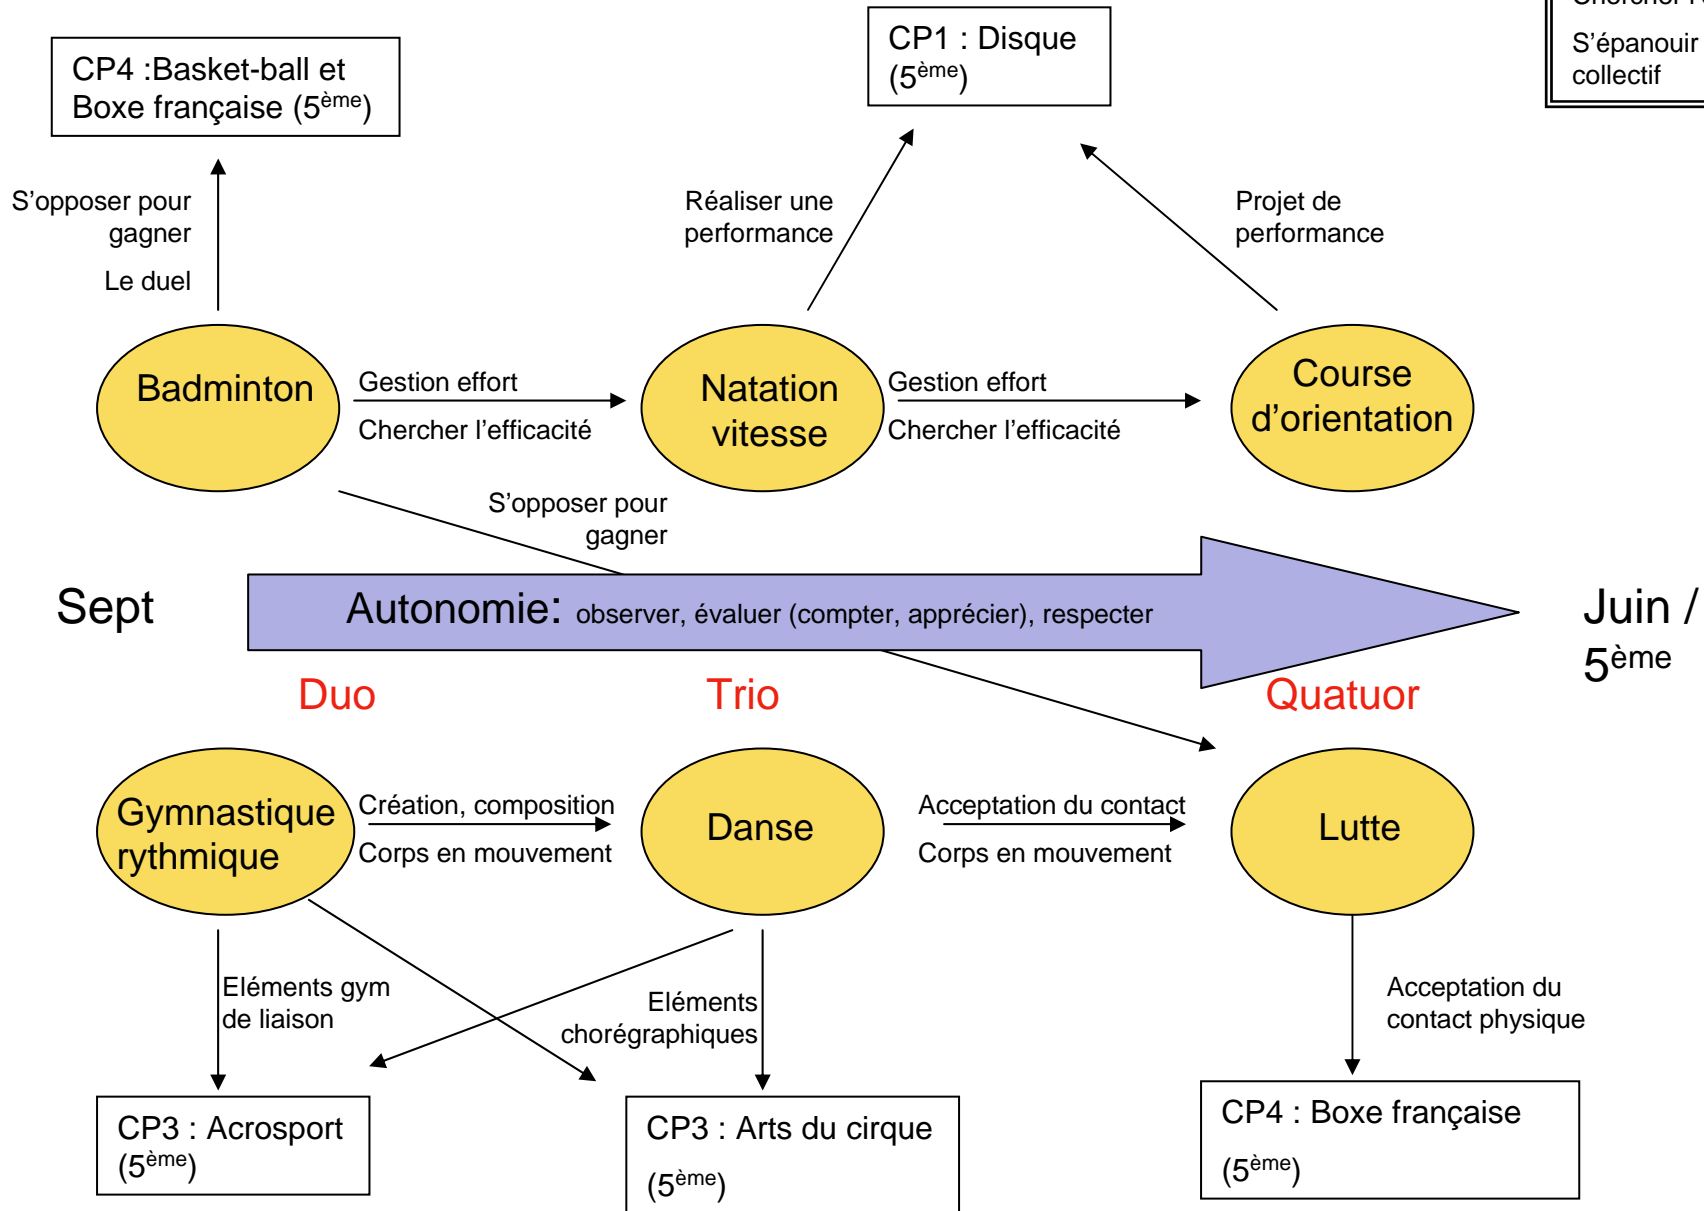 S'épanouir
collectif
CP4 :Basket-ball et
Boxe française (5ème)
CP1 : Disque
(5ème)
S'opposer pour
gagner
Le duel
Réaliser une
performance
Projet de
performance
Badminton
Gestion effort
Chercher l'efficacité
Natation
vitesse
Gestion effort
Chercher l'efficacité
Course
d'orientation
S'opposer pour
gagner
Sept
Autonomie: observer, évaluer (compter, apprécier), respecter
Juin /
5ème
Duo
Trio
Quatuor
Gymnastique
rythmique
Création, composition
Corps en mouvement
Danse
Acceptation du contact
Corps en mouvement
Lutte
Eléments gym
de liaison
Eléments
chorégraphiques
Acceptation du
contact physique
CP3 : Acrosport
(5ème)
CP3 : Arts du cirque
(5ème)
CP4 : Boxe française
(5ème)